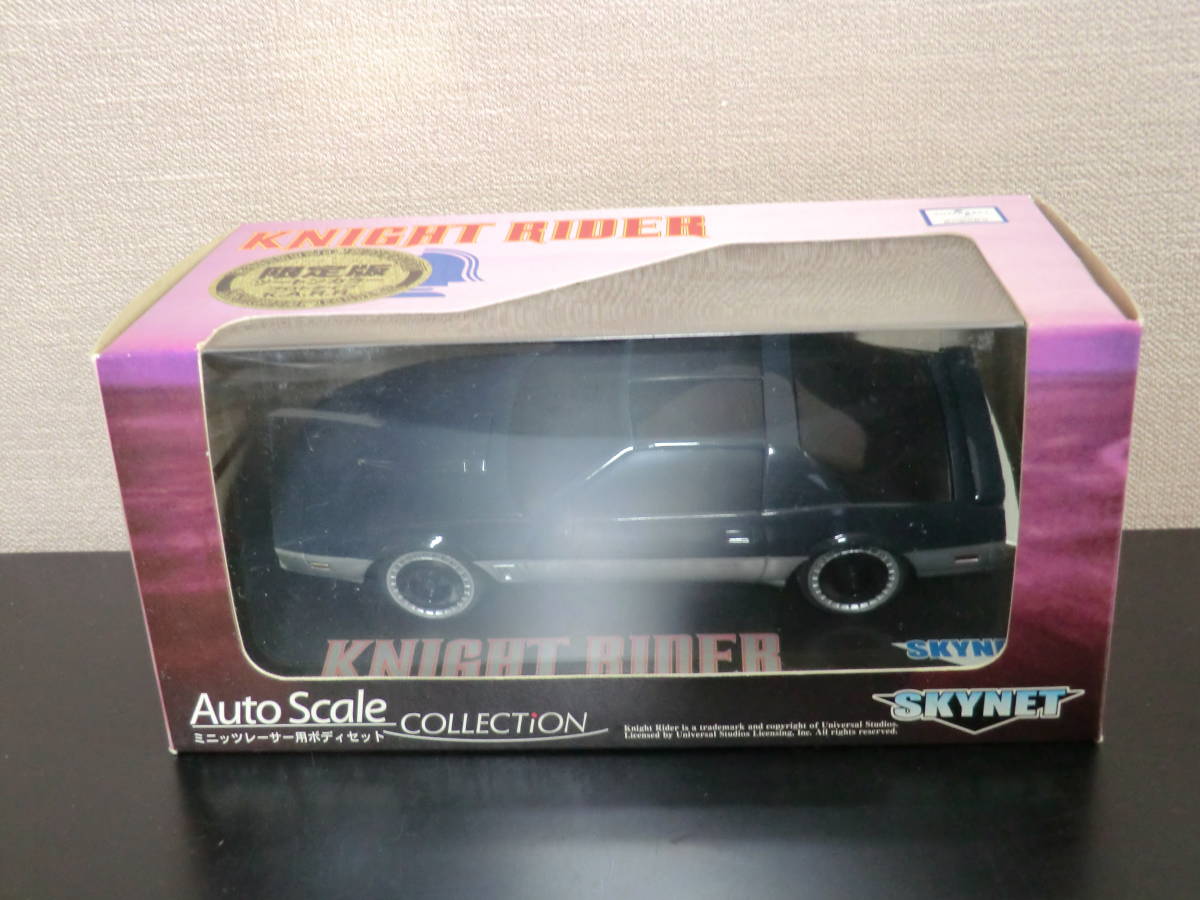 KNIGHT RIDER
限定版
K.A.R.R.
KNIGHT RIDER
SKYN
Auto Scale COLLECTION
ミニッツレーサー用ボディセット
Knight Rider is a trademark and copyright of Universal Studios.
Licensed by Universal Studios Licensing, Inc. All rights reserved.
SKYNET